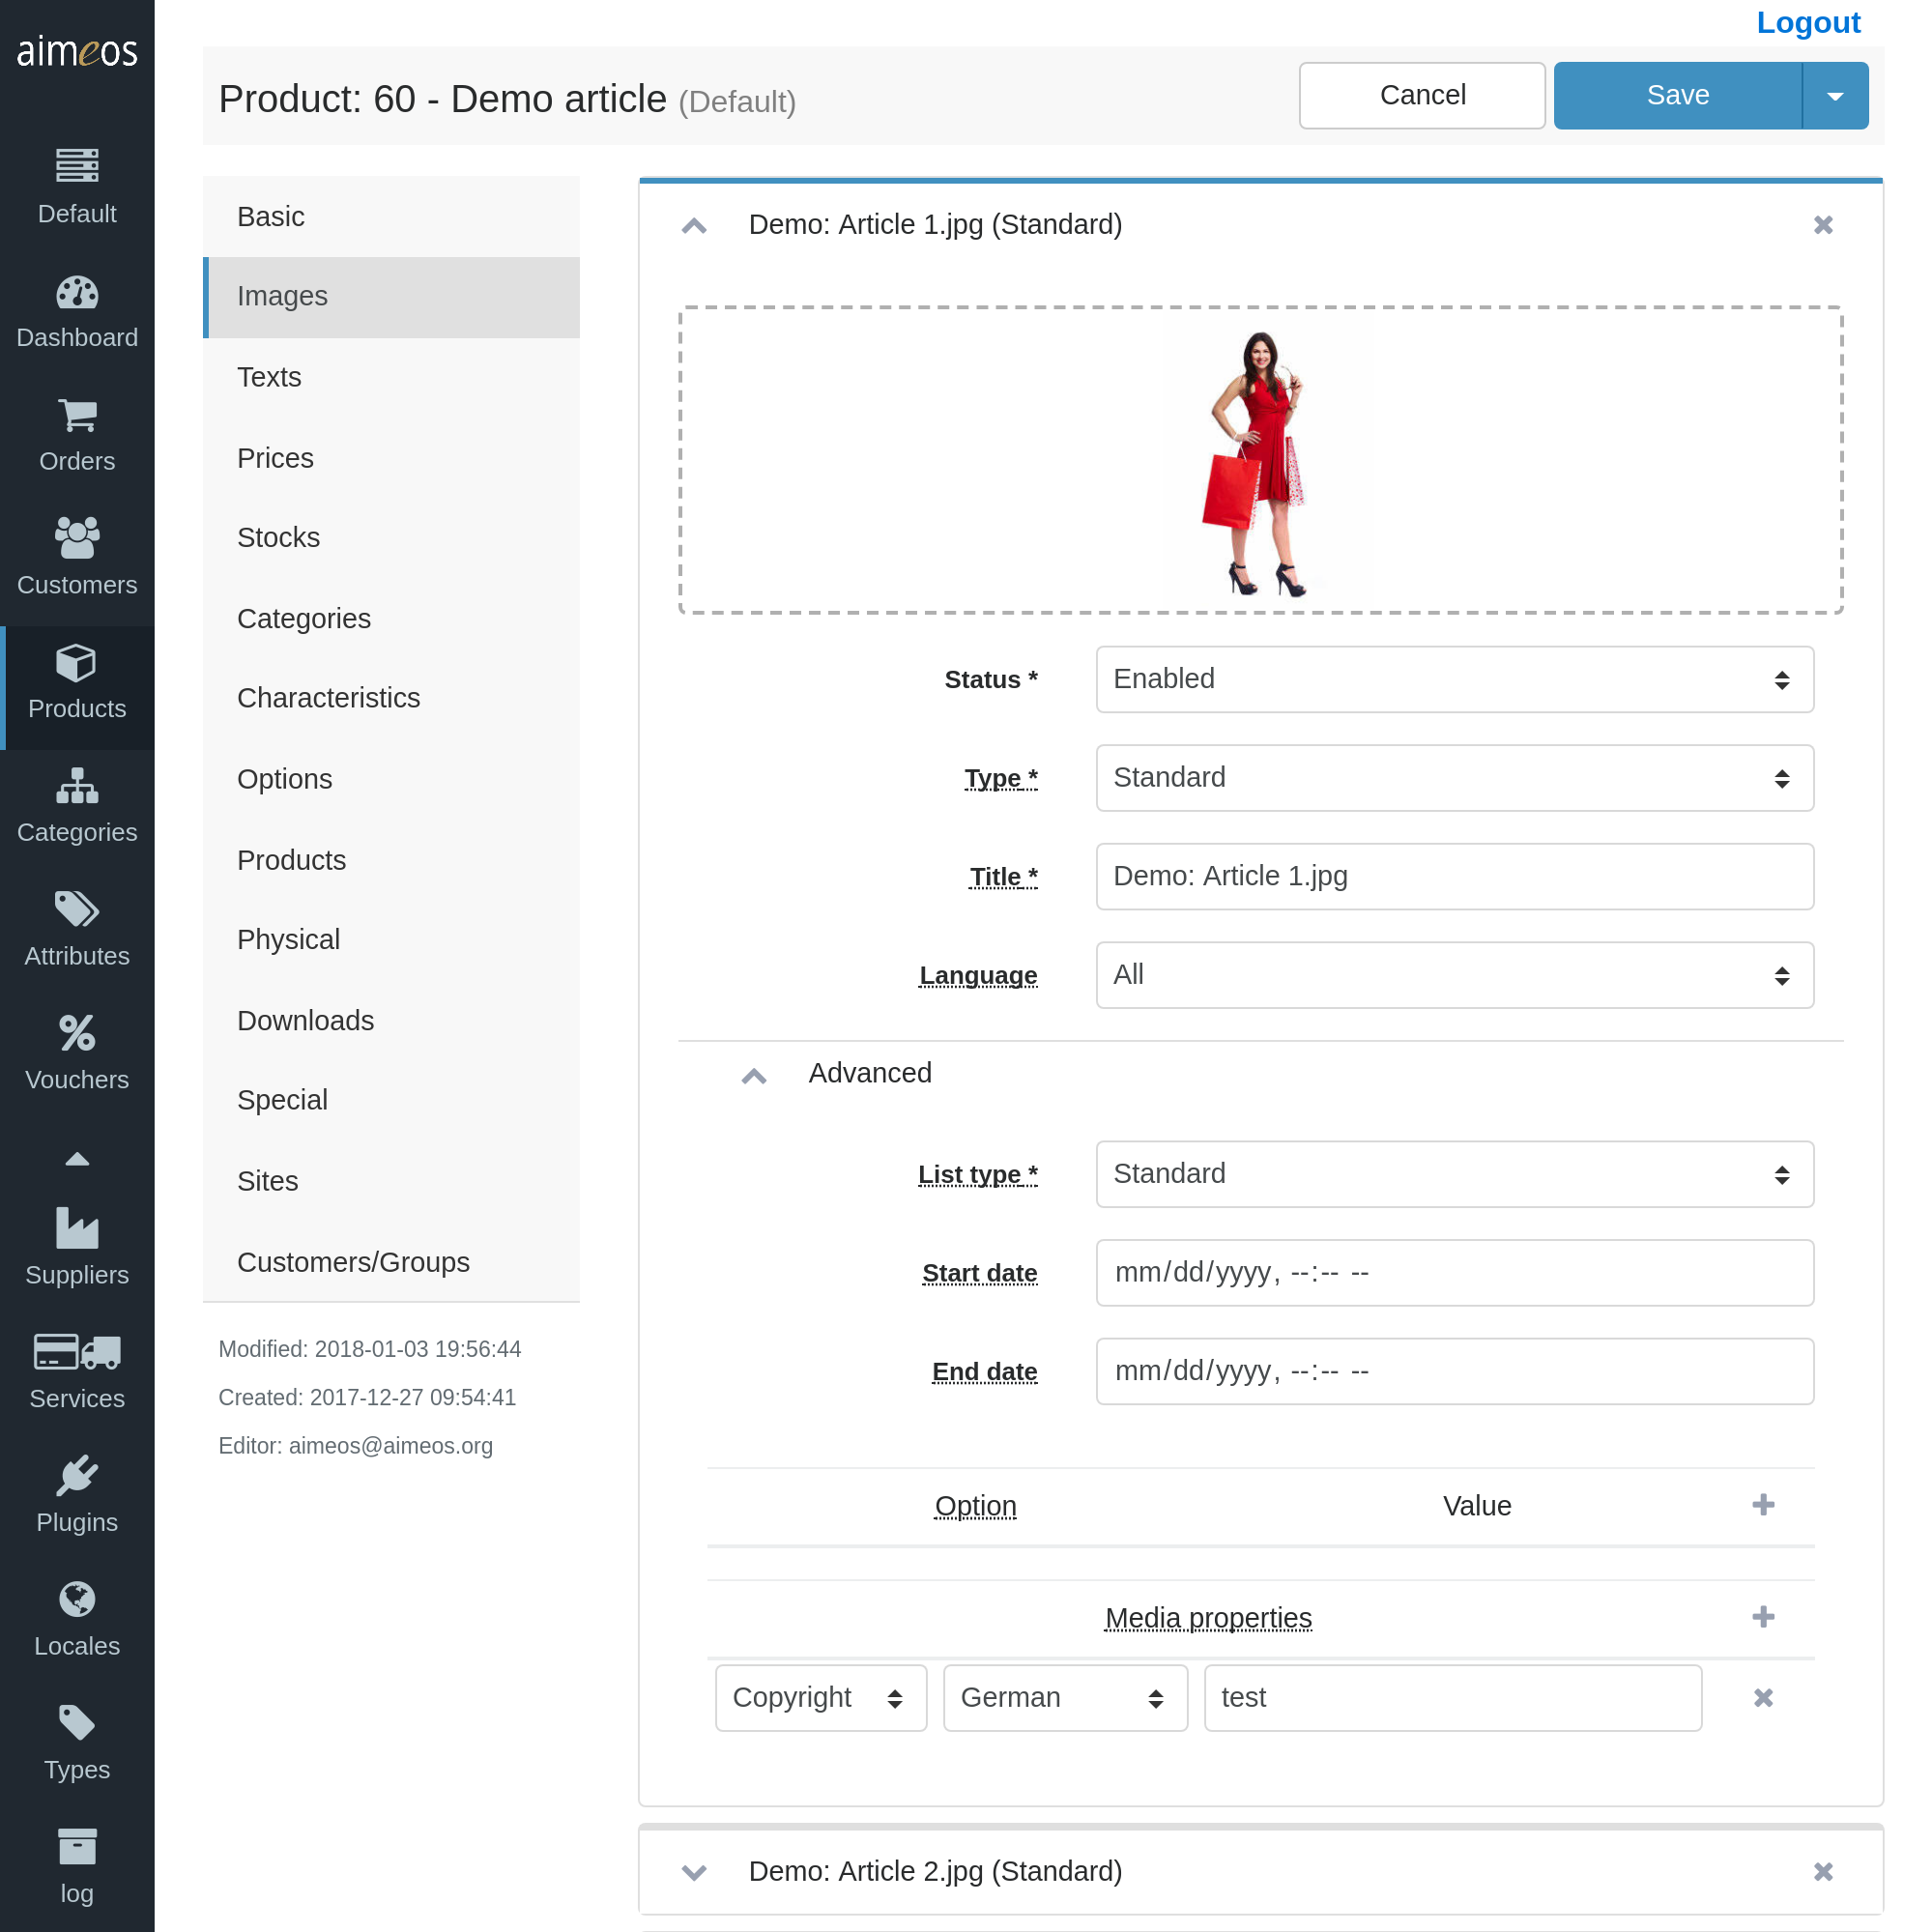 Logout
aimeos
Product: 60 - Demo article (Default)
Cancel
Save
Default
Dashboard
Orders
Customers
Products
Categories
Attributes
Vouchers
Suppliers
Services
Plugins
Locales
Types
log
Basic
Images
Texts
Prices
Stocks
Categories
Characteristics
Options
Products
Physical
Downloads
Special
Sites
Customers/Groups
Modified: 2018-01-03 19:56:44
Created: 2017-12-27 09:54:41
Editor: aimeos@aimeos.org
Demo: Article 1.jpg (Standard)
Status * Enabled
Type * Standard
Title * Demo: Article 1.jpg
Language All
Advanced
List type * Standard
Start date mm/dd/yyyy, --:-- --
End date mm/dd/yyyy, --:-- --
Option Value
Media properties
Copyright German test
Demo: Article 2.jpg (Standard)